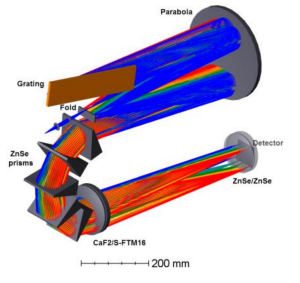 Parabola
Grating
Fold
ZnSe
prisms
Detector
ZnSe/ZnSe
CaF2/S-FTM16
200 mm